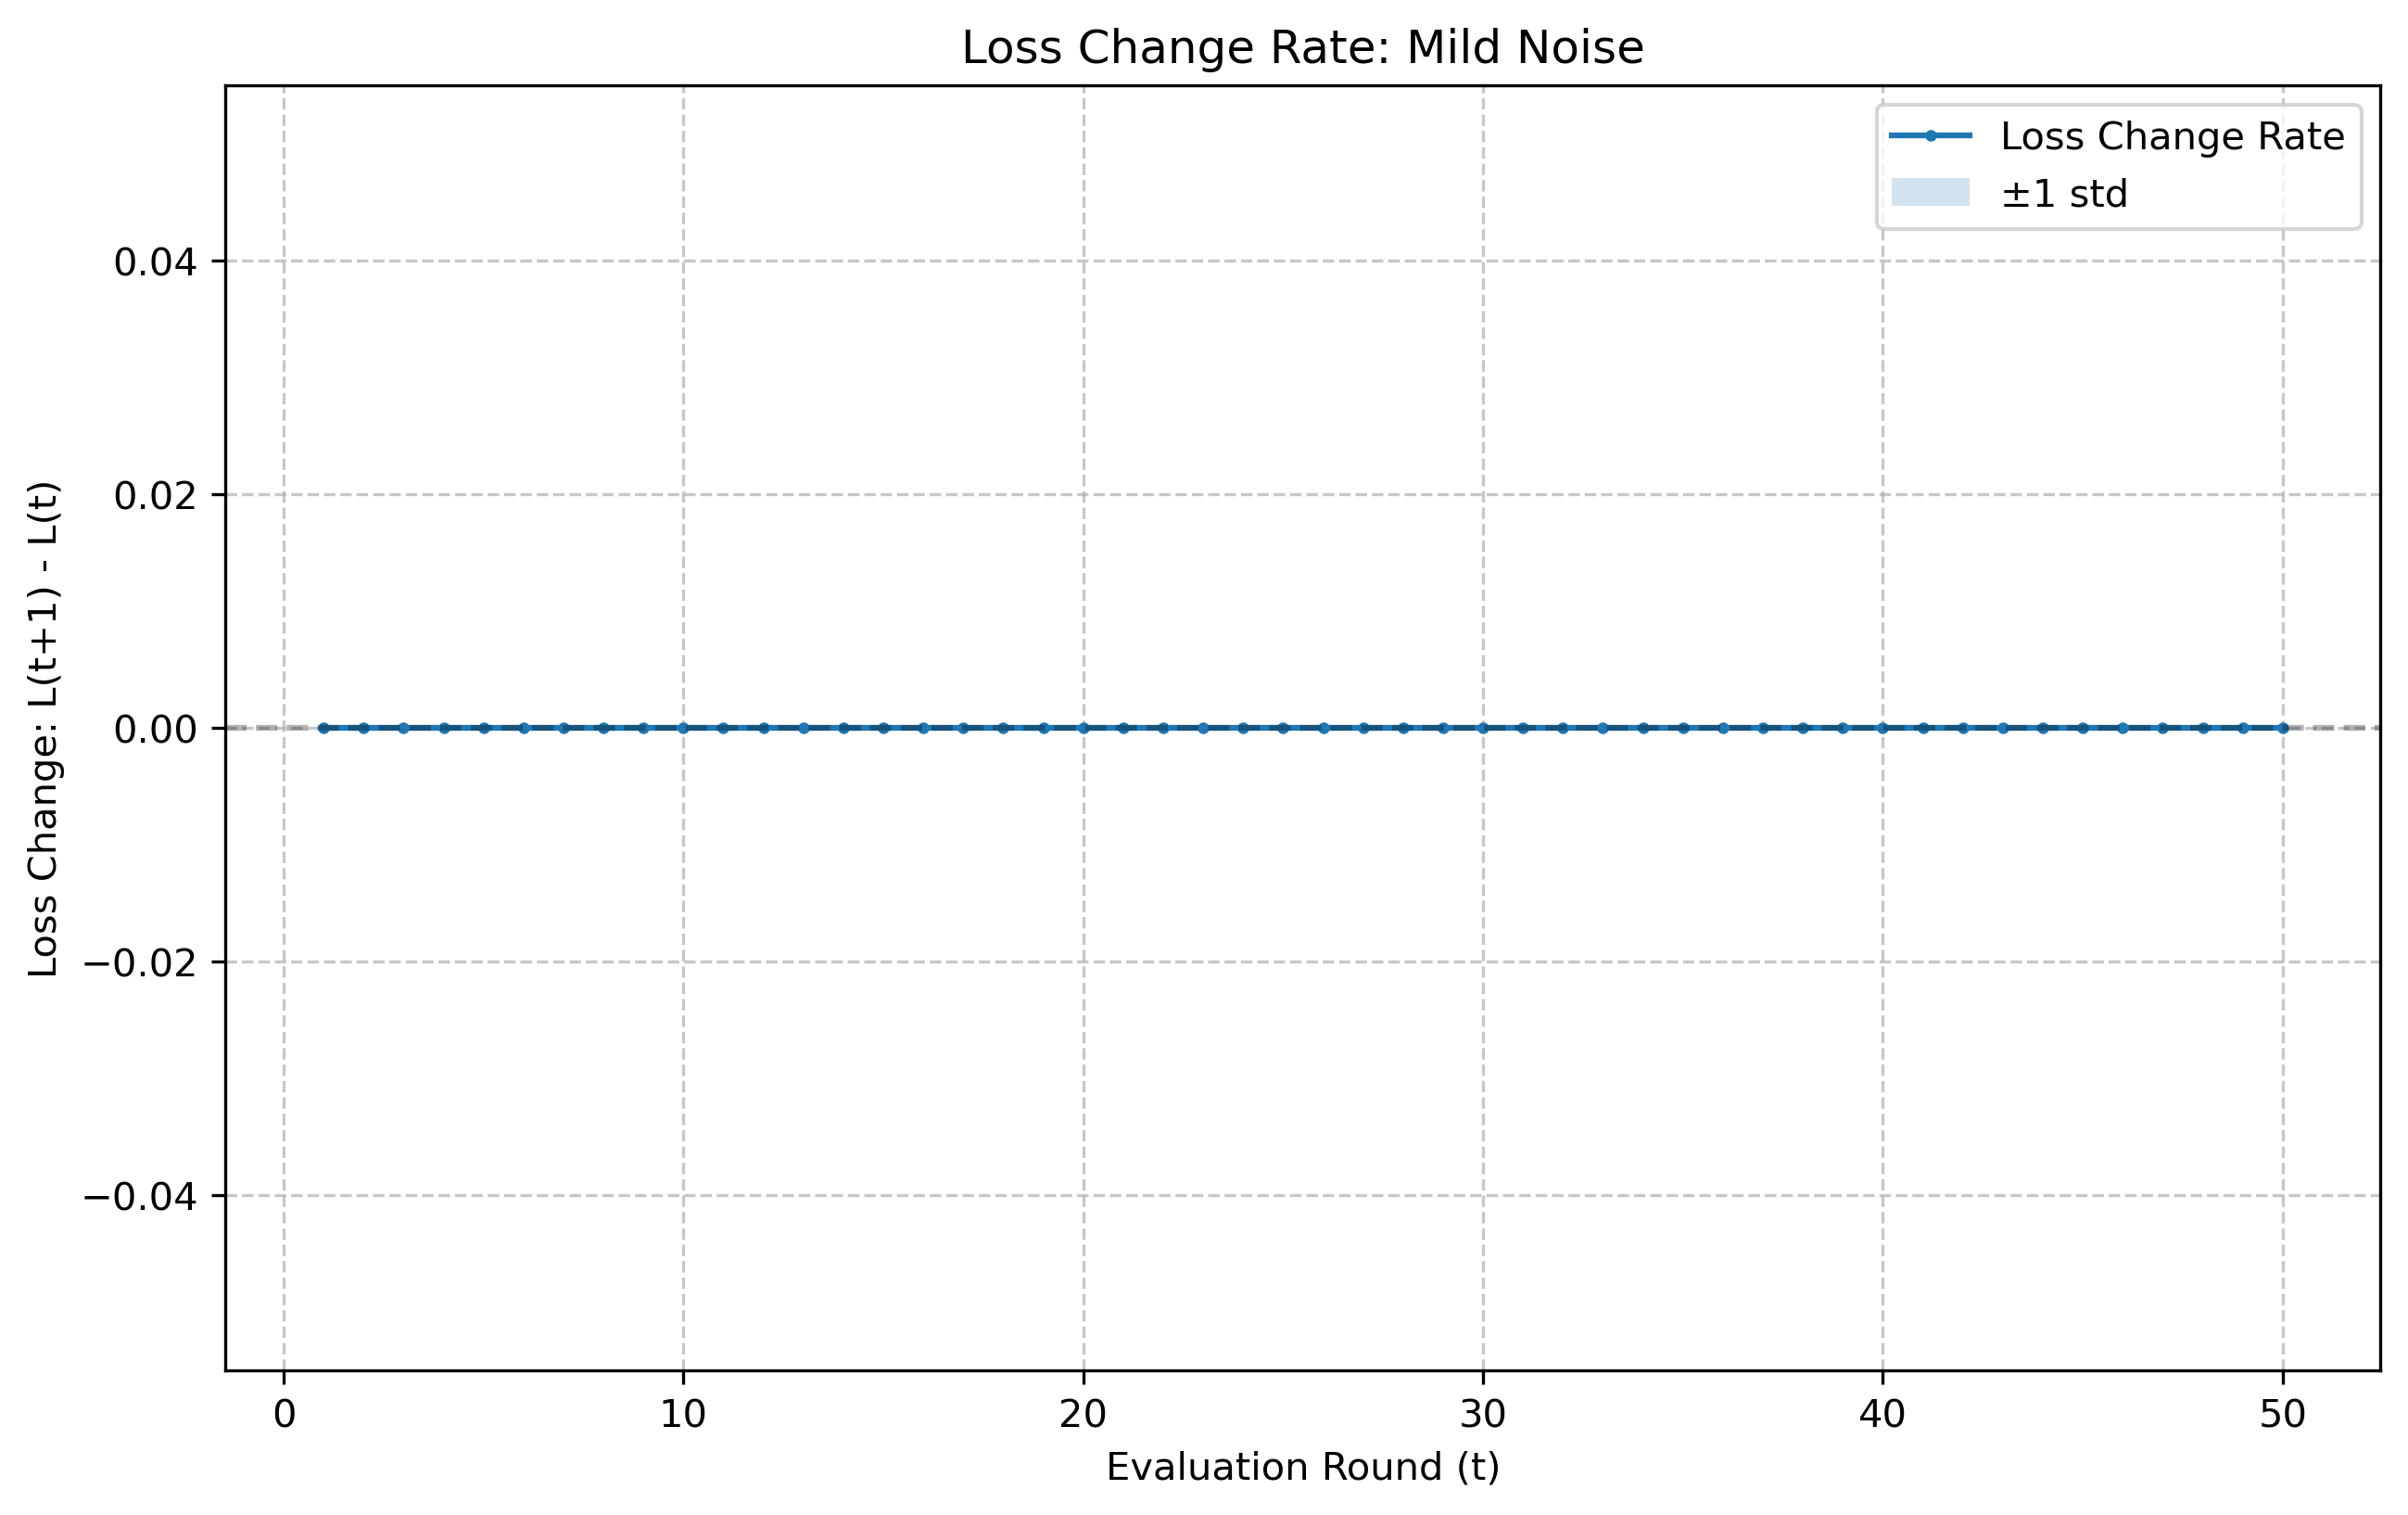 Loss Change Rate: Mild Noise
Loss Change Rate
±1 std
Loss Change: L(t+1) - L(t)
0.04
0.02
0.00
−0.02
−0.04
0 10 20 30 40 50
Evaluation Round (t)